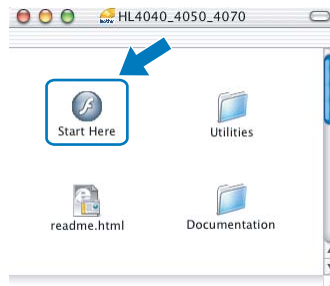 HL4040_4050_4070
Start Here
Utilities
readme.html
Documentation